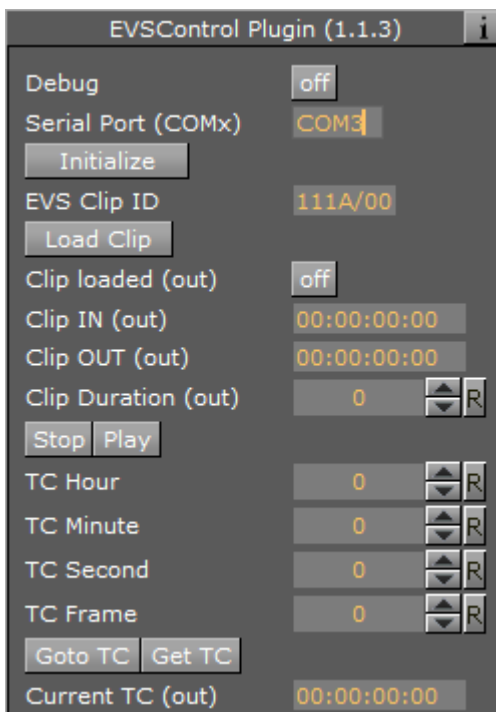 EVSControl Plugin (1.1.3) i
Debug off
Serial Port (COMx) COM3
Initialize
EVS Clip ID 111A/00
Load Clip
Clip loaded (out) off
Clip IN (out) 00:00:00:00
Clip OUT (out) 00:00:00:00
Clip Duration (out) 0 R
Stop Play
TC Hour 0 R
TC Minute 0 R
TC Second 0 R
TC Frame 0 R
Goto TC Get TC
Current TC (out) 00:00:00:00